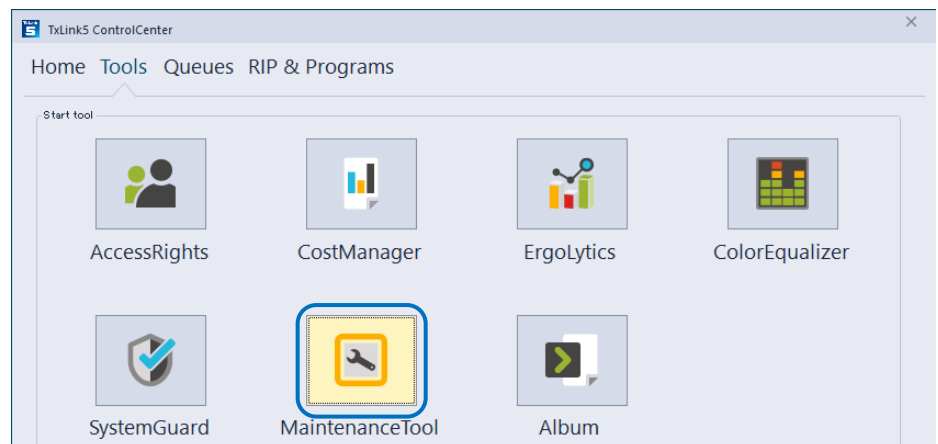 TxLink5 ControlCenter
Home Tools Queues RIP & Programs
Start tool
AccessRights CostManager ErgoLytics ColorEqualizer
SystemGuard MaintenanceTool Album